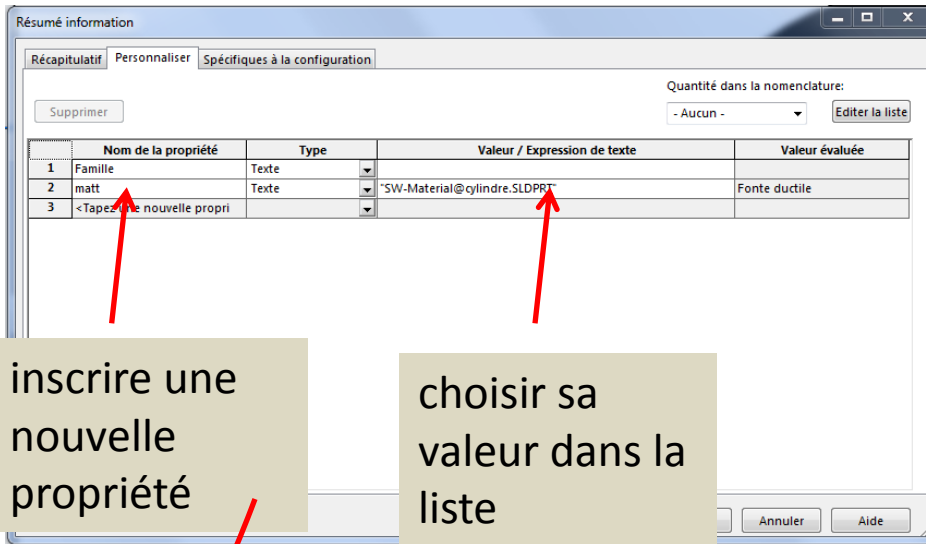 Résumé information
Récapitulatif Personnaliser Spécifiques à la configuration
Quantité dans la nomenclature:
Supprimer - Aucun - Editer la liste
Nom de la propriété Type Valeur / Expression de texte Valeur évaluée
1 Famille Texte
2 matt Texte "SW-Material@cylindre.SLDPRT" Fonte ductile
3 <Tapez une nouvelle propri
inscrire une
nouvelle
propriété
choisir sa
valeur dans la
liste
Annuler Aide